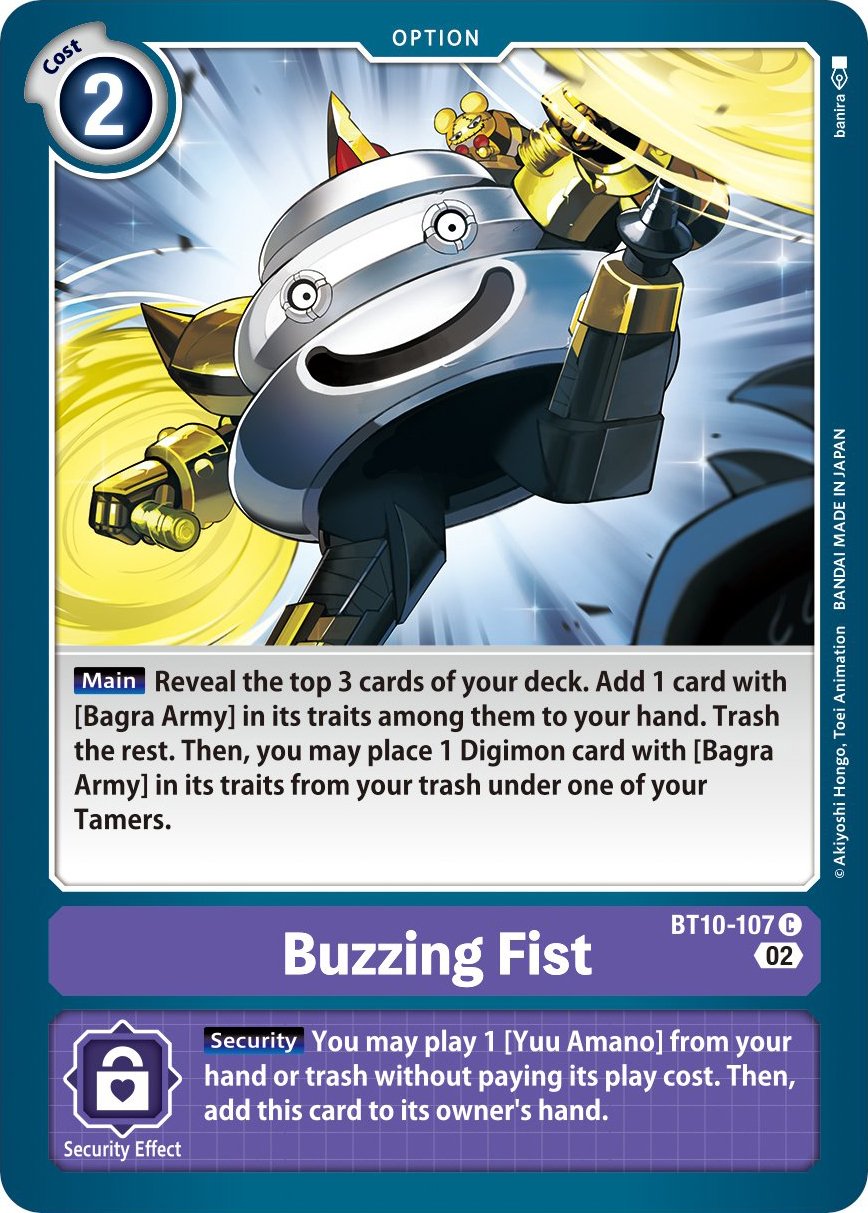 OPTION
Cost
2
banira
Main Reveal the top 3 cards of your deck. Add 1 card with
[Bagra Army] in its traits among them to your hand. Trash
the rest. Then, you may place 1 Digimon card with [Bagra
Army] in its traits from your trash under one of your
Tamers.
©Akiyoshi Hongo, Toei Animation BANDAI MADE IN JAPAN
BT10-107 C
Buzzing Fist
02
Security You may play 1 [Yuu Amano] from your
hand or trash without paying its play cost. Then,
add this card to its owner's hand.
Security Effect